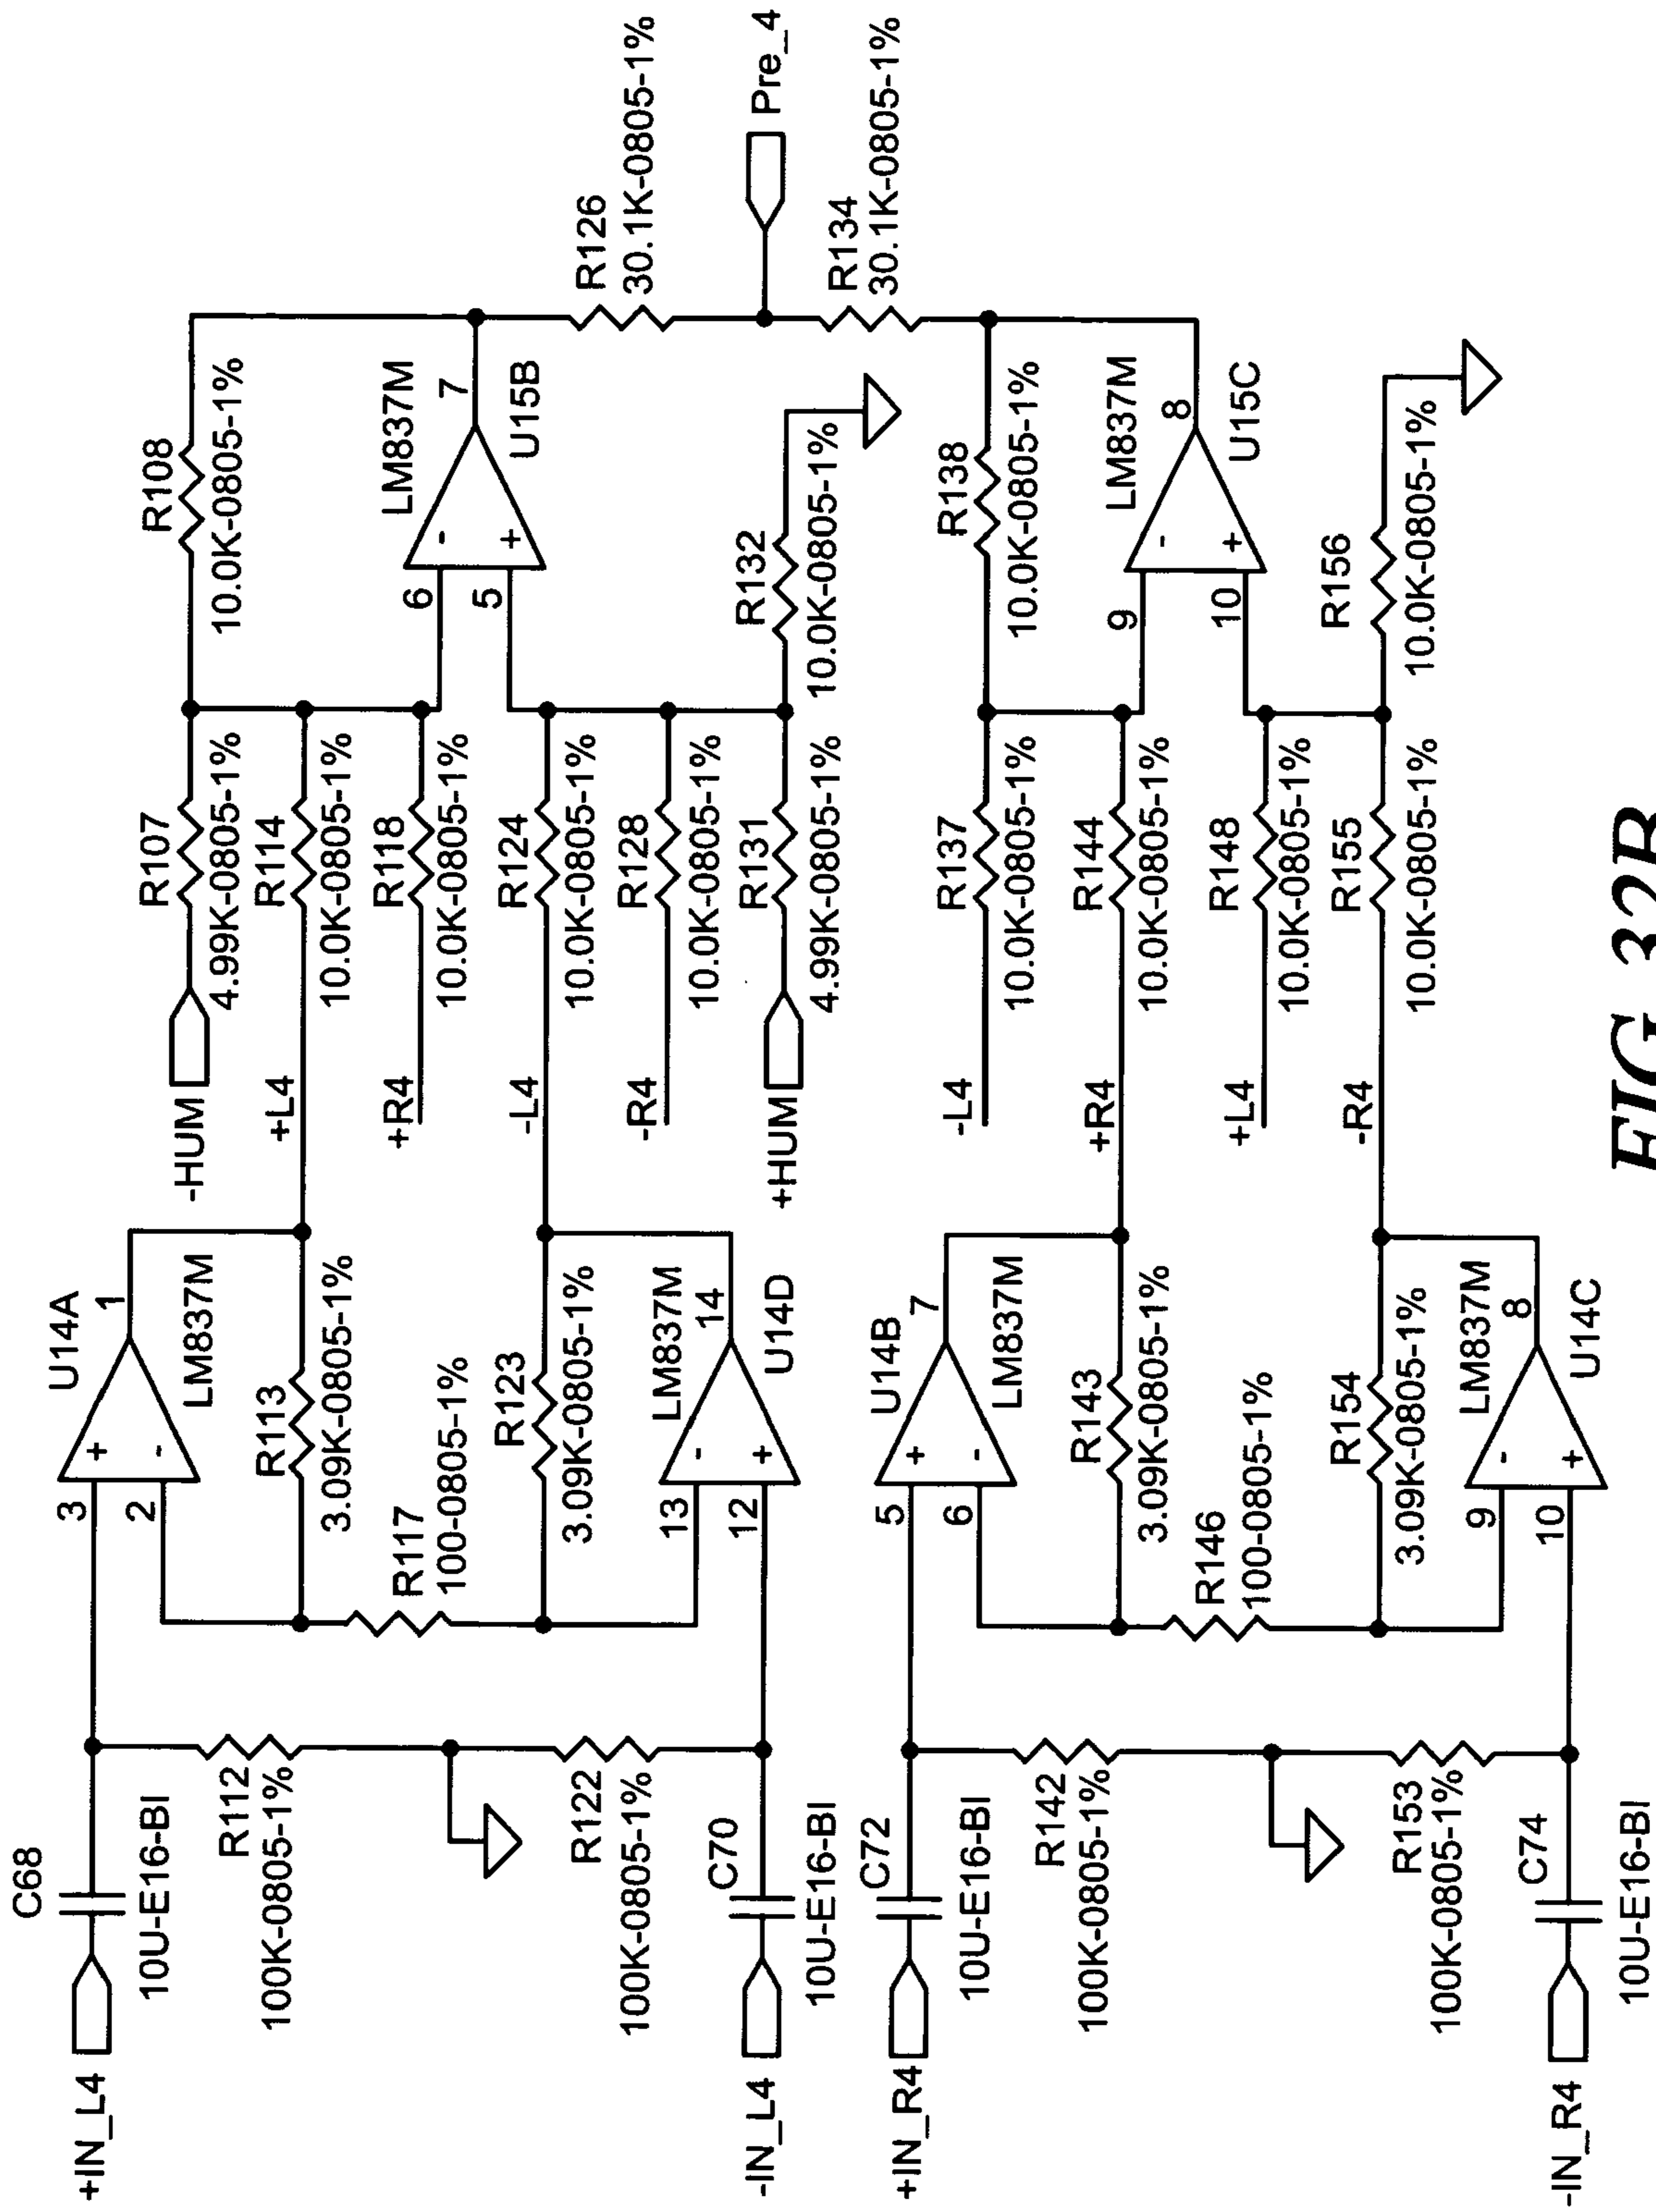 C68
+IN_L4
10U-E16-BI
R112
100K-0805-1%
R122
100K-0805-1%
C70
-IN_L4
10U-E16-BI
3
2
+
-
U14A
1
LM837M
R113
3.09K-0805-1%
R117
100-0805-1%
R123
3.09K-0805-1%
13
12
-
+
LM837M
14
U14D
-HUM
R107
4.99K-0805-1%
+L4
R114
10.0K-0805-1%
+R4
R118
10.0K-0805-1%
-L4
R124
10.0K-0805-1%
-R4
R128
10.0K-0805-1%
+HUM
R131
4.99K-0805-1%
R108
10.0K-0805-1%
LM837M
6
5
-
+
7
U15B
R132
10.0K-0805-1%
R126
30.1K-0805-1%
Pre_4
R134
30.1K-0805-1%
C72
+IN_R4
10U-E16-BI
R142
100K-0805-1%
R153
100K-0805-1%
C74
-IN_R4
10U-E16-BI
5
6
+
-
U14B
7
LM837M
R143
3.09K-0805-1%
R146
100-0805-1%
R154
3.09K-0805-1%
9
10
-
+
LM837M
8
U14C
-L4
R137
10.0K-0805-1%
+R4
R144
10.0K-0805-1%
+L4
R148
10.0K-0805-1%
-R4
R155
10.0K-0805-1%
R138
10.0K-0805-1%
LM837M
9
10
-
+
8
U15C
R156
10.0K-0805-1%
FIG. 32B